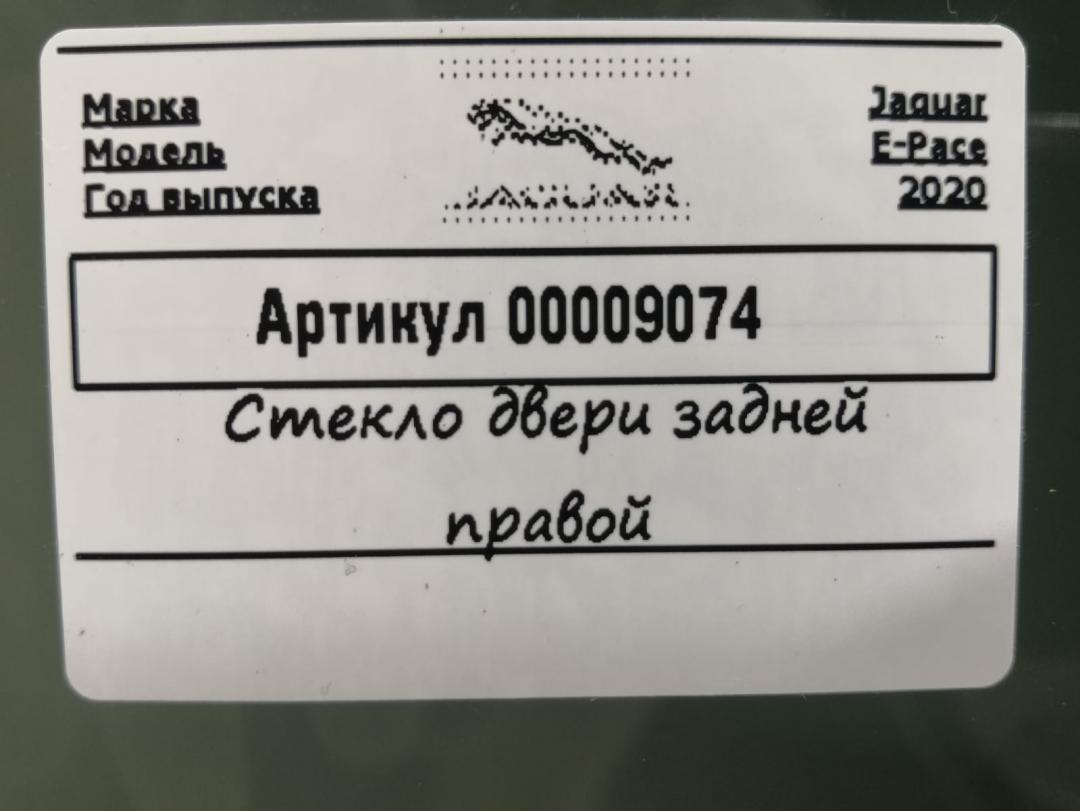 Марка Jaguar
Модель E-Pace
Год выпуска 2020
Артикул 00009074
Стекло двери задней
правой